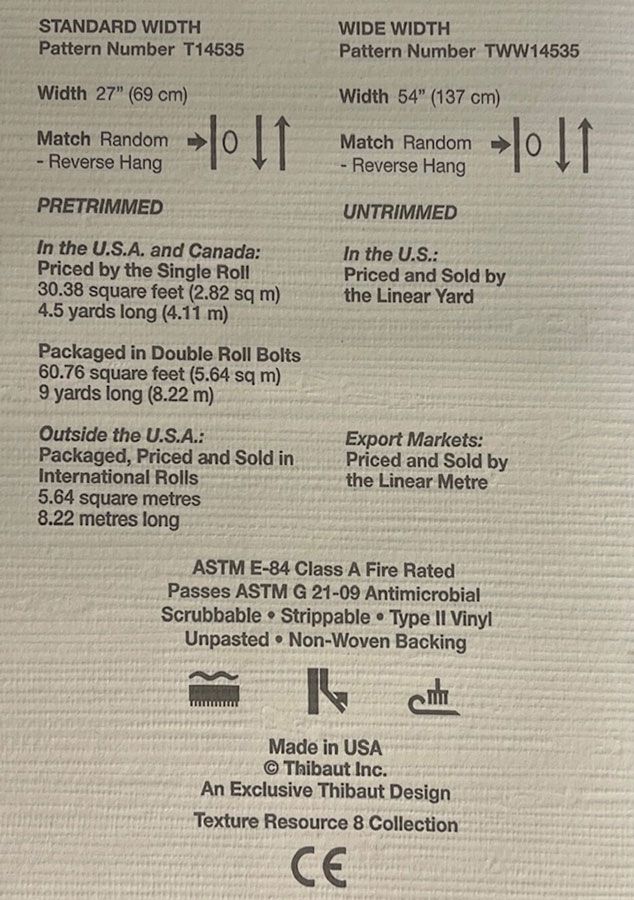 STANDARD WIDTH
Pattern Number T14535
Width 27” (69 cm)
Match Random
- Reverse Hang
0
PRETRIMMED
In the U.S.A. and Canada:
Priced by the Single Roll
30.38 square feet (2.82 sq m)
4.5 yards long (4.11 m)
Packaged in Double Roll Bolts
60.76 square feet (5.64 sq m)
9 yards long (8.22 m)
Outside the U.S.A.:
Packaged, Priced and Sold in
International Rolls
5.64 square metres
8.22 metres long
WIDE WIDTH
Pattern Number TWW14535
Width 54” (137 cm)
Match Random
- Reverse Hang
0
UNTRIMMED
In the U.S.:
Priced and Sold by
the Linear Yard
Export Markets:
Priced and Sold by
the Linear Metre
ASTM E-84 Class A Fire Rated
Passes ASTM G 21-09 Antimicrobial
Scrubbable • Strippable • Type II Vinyl
Unpasted • Non-Woven Backing
Made in USA
© Thibaut Inc.
An Exclusive Thibaut Design
Texture Resource 8 Collection
CE